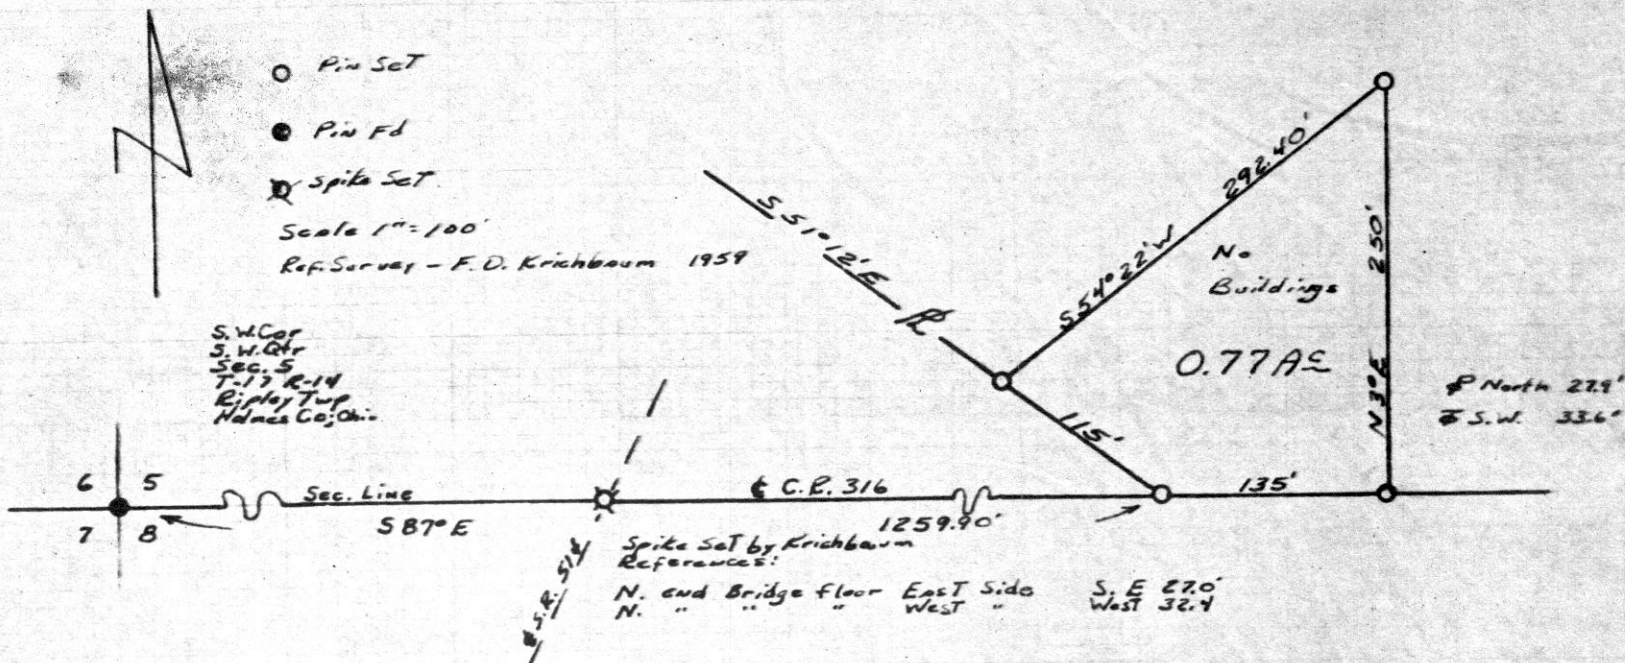 Pin Set
Pin Fd
Spike Set
Scale 1"=100'
Ref. Survey - F.D. Krichbaum 1959
S.W. Cor
S.W. Qtr
Sec. 5
T-17 R-14
Ripley Twp
Holmes Co; Ohio
6 5
7 8
Sec. Line
S 87° E
℄ C.R. 316
1259.90'
135'
115'
S 51° 12' E
℄
S 54° 22' W
292.40'
N 3° E
250'
No
Buildings
0.77 Ac
North 27.9'
S.W. 33.6'
Spike Set by Krichbaum
References:
N. end Bridge floor East Side S.E 27.0'
N. " " " West " West 32.4
S.R.